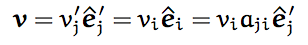 𝒗 = v′ⱼ𝒆̂′ⱼ = vᵢ𝒆̂ᵢ = vᵢaⱼᵢ𝒆̂′ⱼ